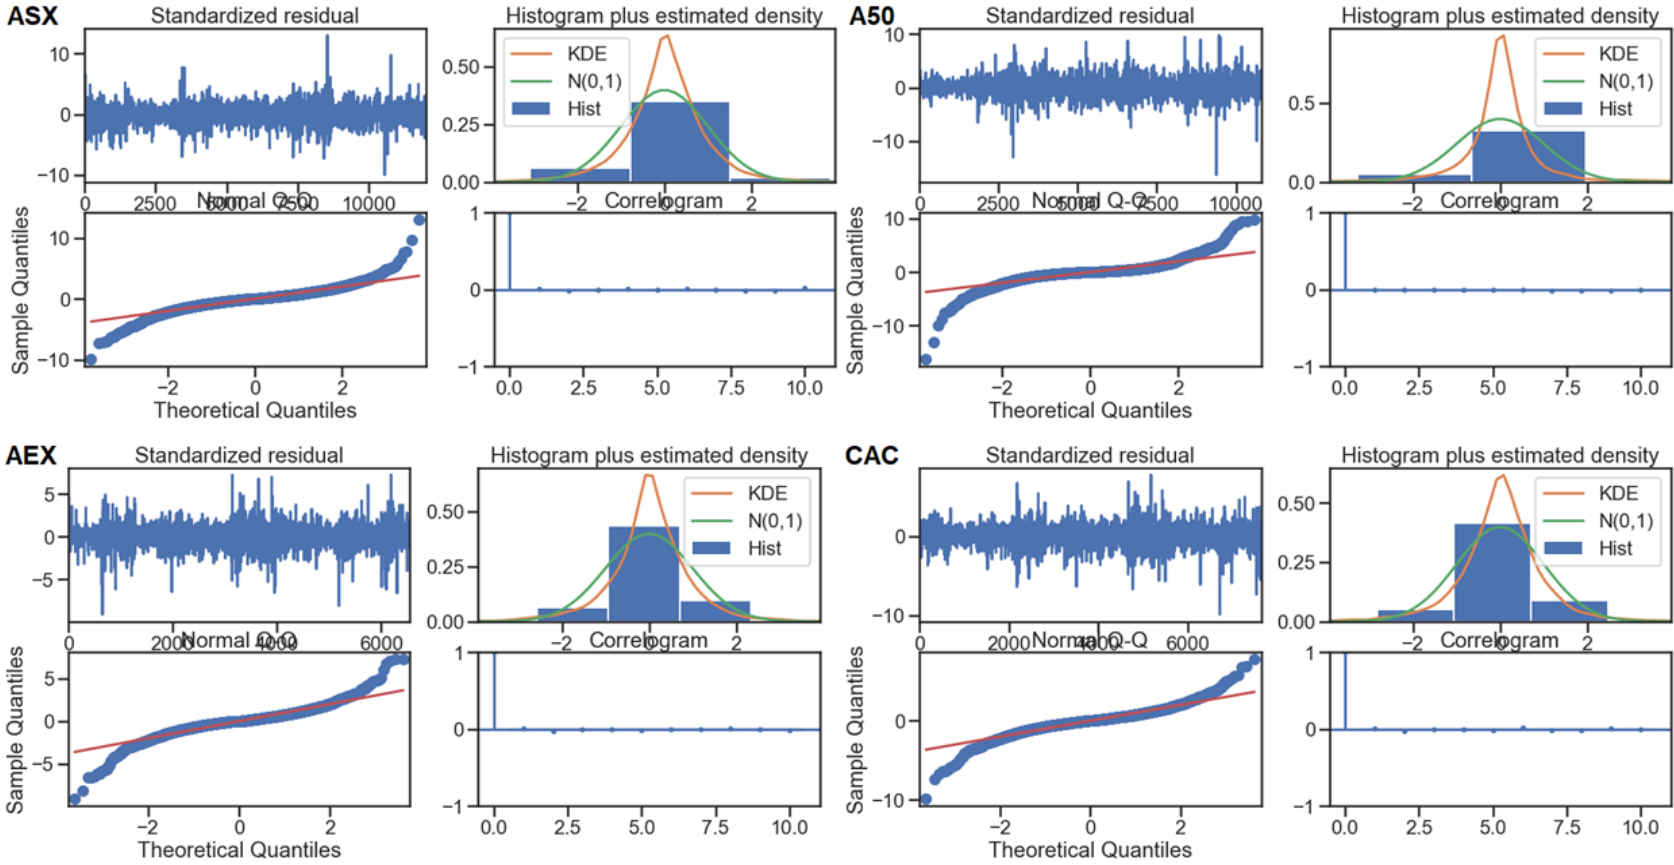 ASX
Standardized residual
10
0
−10
0 2500 5000 7500 10000
Histogram plus estimated density
KDE
N(0,1)
Hist
0.50
0.25
0.00
−2 0 2
Normal Q-Q
Sample Quantiles
10
0
−10
−2 0 2
Theoretical Quantiles
Correlogram
1
0
−1
0.0 2.5 5.0 7.5 10.0
A50
Standardized residual
10
0
−10
0 2500 5000 7500 10000
Histogram plus estimated density
KDE
N(0,1)
Hist
0.5
0.0
−2 0 2
Normal Q-Q
10
0
−10
−2 0 2
Sample Quantiles
Theoretical Quantiles
Correlogram
1
0
−1
0.0 2.5 5.0 7.5 10.0
AEX
Standardized residual
5
0
−5
0 2000 4000 6000
Histogram plus estimated density
KDE
N(0,1)
Hist
0.50
0.25
0.00
−2 0 2
Normal Q-Q
Sample Quantiles
5
0
−5
−2 0 2
Theoretical Quantiles
Correlogram
1
0
−1
0.0 2.5 5.0 7.5 10.0
CAC
Standardized residual
0
−10
0 2000 4000 6000
Histogram plus estimated density
KDE
N(0,1)
Hist
0.50
0.25
0.00
−2 0 2
Normal Q-Q
Sample Quantiles
0
−10
−2 0 2
Theoretical Quantiles
Correlogram
1
0
−1
0.0 2.5 5.0 7.5 10.0